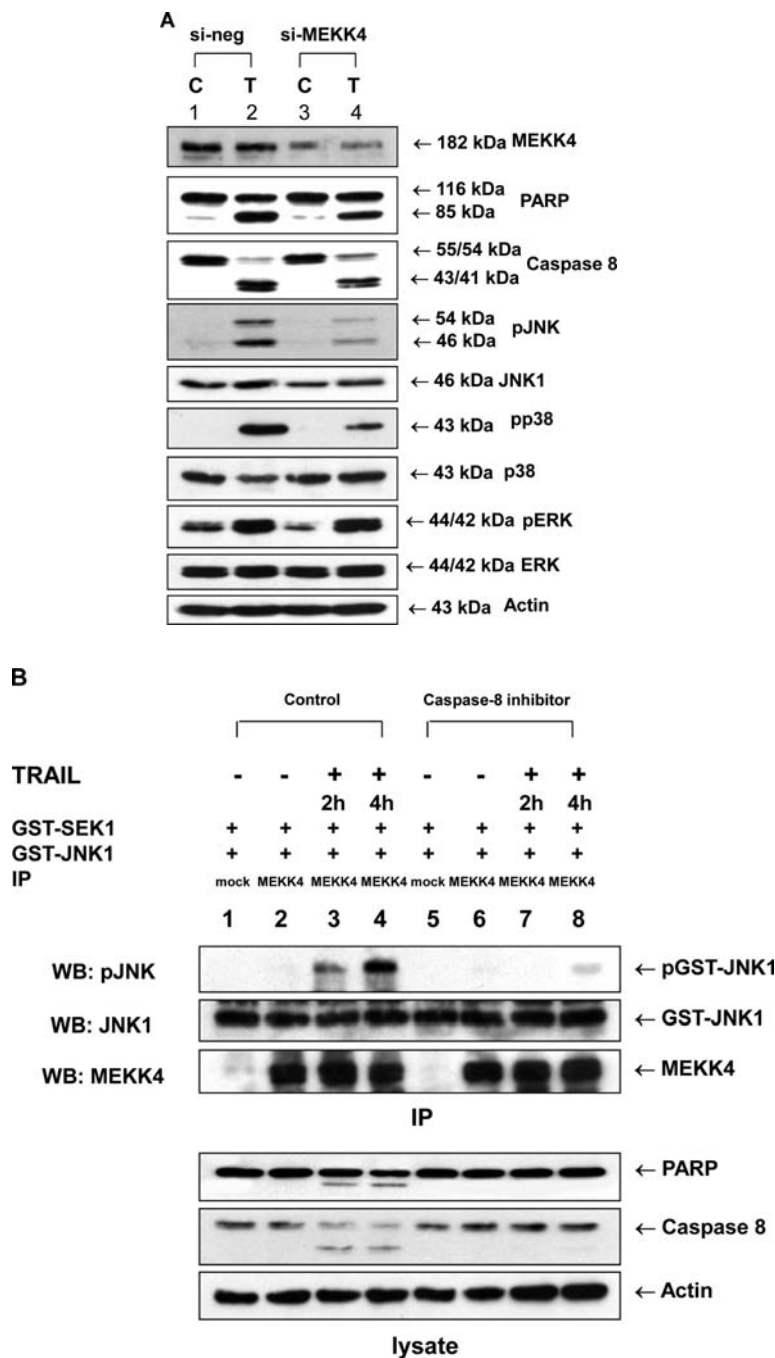 A
si-neg si-MEKK4
C T C T
1 2 3 4
← 182 kDa MEKK4
← 116 kDa
PARP
← 85 kDa
← 55/54 kDa
Caspase 8
← 43/41 kDa
← 54 kDa
pJNK
← 46 kDa
← 46 kDa JNK1
← 43 kDa pp38
← 43 kDa p38
← 44/42 kDa pERK
← 44/42 kDa ERK
← 43 kDa Actin
B
Control Caspase-8 inhibitor
TRAIL - - + + - - + +
2h 4h 2h 4h
GST-SEK1 + + + + + + + +
GST-JNK1 + + + + + + + +
IP mock MEKK4 MEKK4 MEKK4 mock MEKK4 MEKK4 MEKK4
1 2 3 4 5 6 7 8
WB: pJNK ← pGST-JNK1
WB: JNK1 ← GST-JNK1
WB: MEKK4 ← MEKK4
IP
← PARP
← Caspase 8
← Actin
lysate